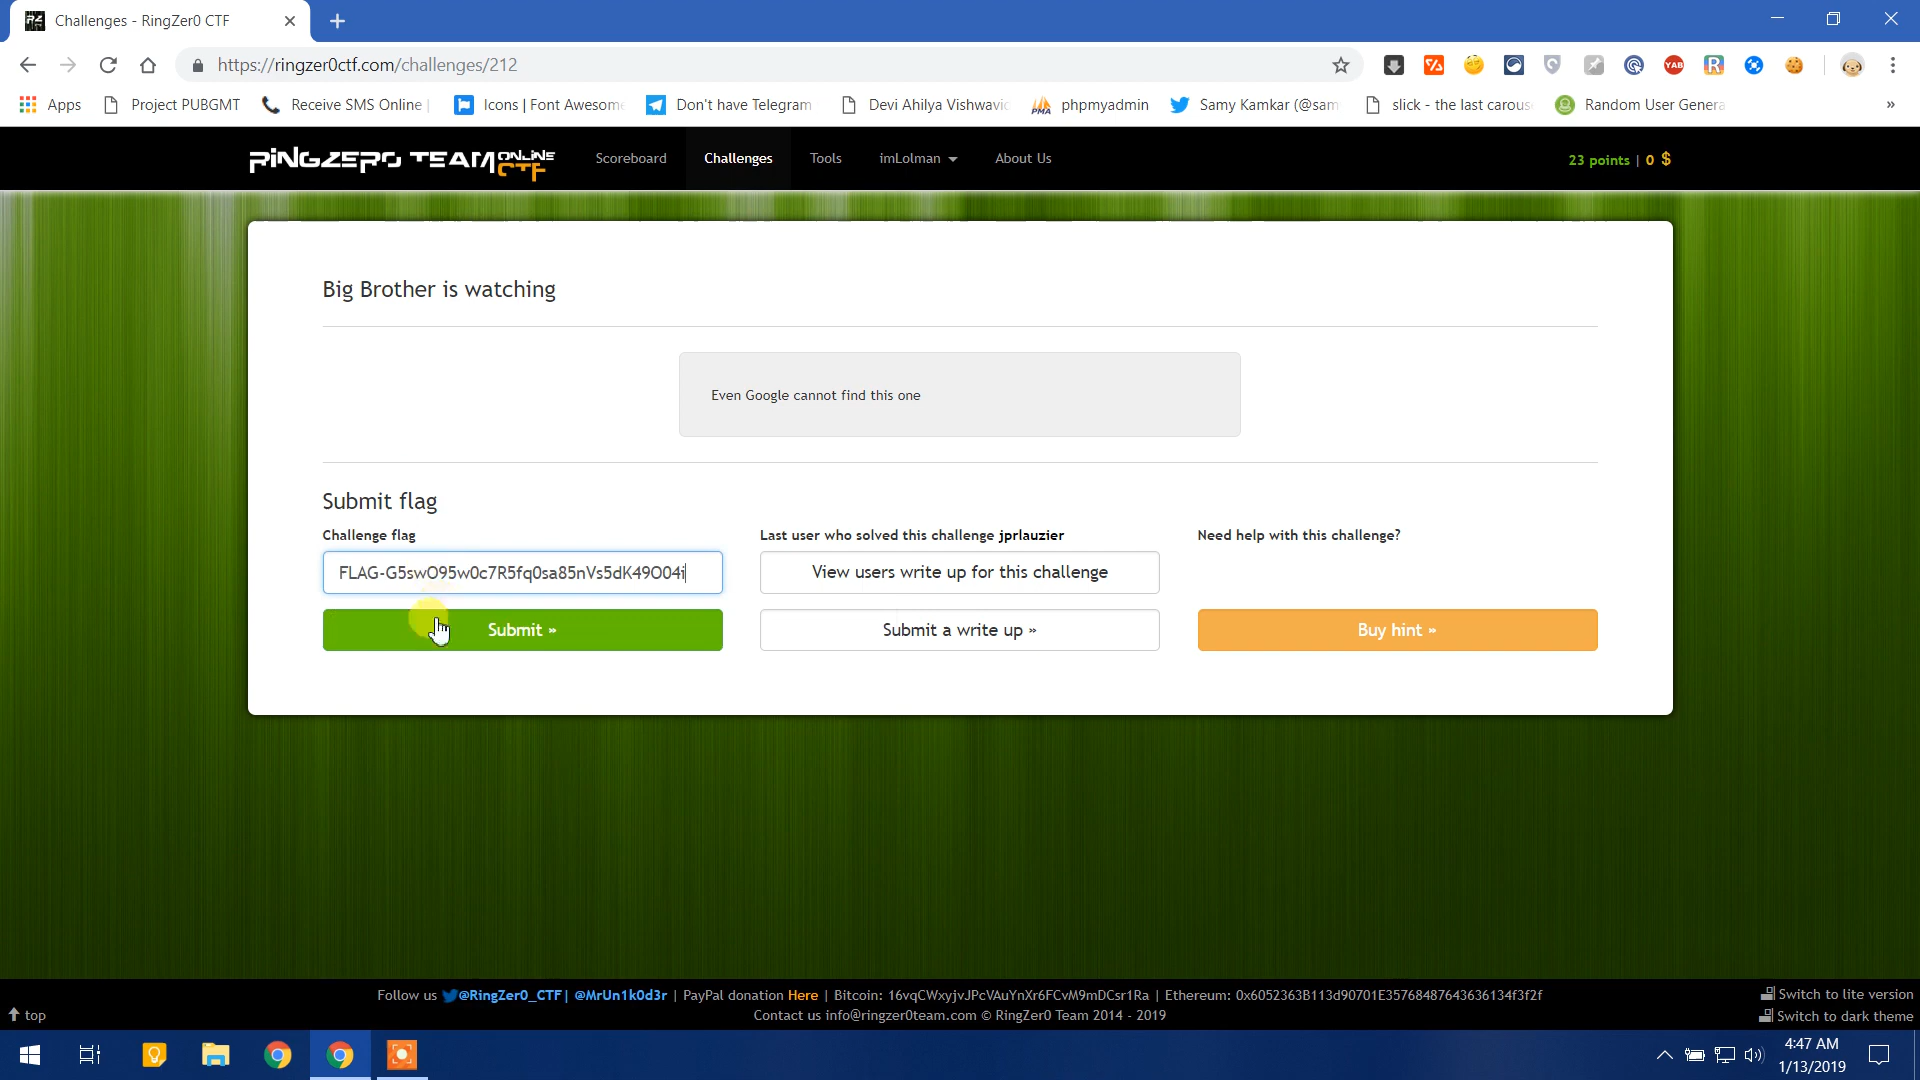 Challenges - RingZer0 CTF
https://ringzer0ctf.com/challenges/212
Apps
Project PUBGMT
Receive SMS Online |
Icons | Font Awesome
Don't have Telegram
Devi Ahilya Vishwavid
phpmyadmin
Samy Kamkar (@sam
slick - the last carous
Random User Genera
»
RINGZER0 TEAM ONLINE CTF
Scoreboard
Challenges
Tools
imLolman
About Us
23 points | 0 $
Big Brother is watching
Even Google cannot find this one
Submit flag
Challenge flag
FLAG-G5swO95w0c7R5fq0sa85nVs5dK49O04i
Submit »
Last user who solved this challenge jprlauzier
View users write up for this challenge
Submit a write up »
Need help with this challenge?
Buy hint »
Follow us @RingZer0_CTF | @MrUn1k0d3r | PayPal donation Here | Bitcoin: 16vqCWxyjvJPcVAuYnXr6FCvM9mDCsr1Ra | Ethereum: 0x6052363B113d90701E35768487643636134f3f2f
Contact us info@ringzer0team.com © RingZer0 Team 2014 - 2019
top
Switch to lite version
Switch to dark theme
4:47 AM
1/13/2019